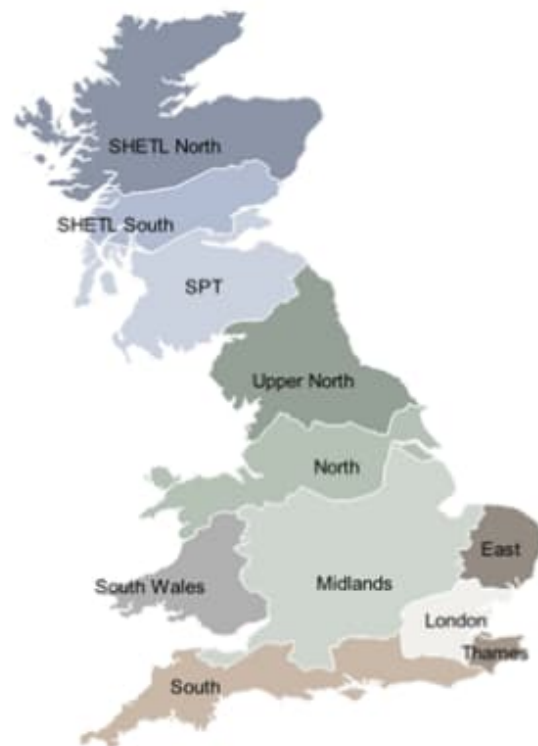 SHETL North
SHETL South
SPT
Upper North
North
East
South Wales
Midlands
London
Thames
South